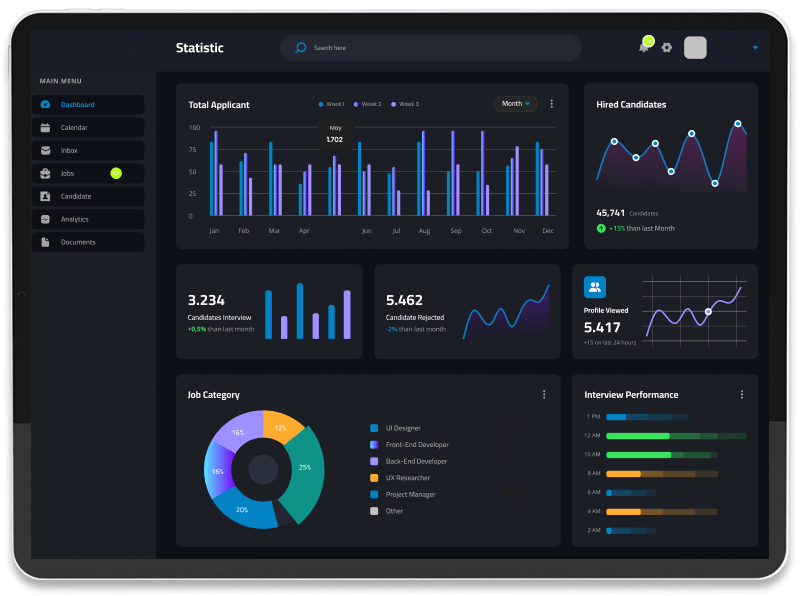 Statistic
Search here
MAIN MENU
Dashboard
Calendar
Inbox
Jobs
Candidate
Analytics
Documents
Total Applicant
Week 1
Week 2
Week 3
Month
May
1.702
100
75
50
25
0
Jan
Feb
Mar
Apr
Jun
Jul
Aug
Sep
Oct
Nov
Dec
Hired Candidates
45,741 Candidates
+15% than last Month
3.234
Candidates Interview
+0,5% than last month
5.462
Candidate Rejected
-2% than last month
Profile Viewed
5.417
+15 on last 24 hours
Job Category
12%
25%
20%
16%
16%
UI Designer
Front-End Developer
Back-End Developer
UX Researcher
Project Manager
Other
Interview Performance
1 PM
12 AM
10 AM
8 AM
6 AM
4 AM
2 AM